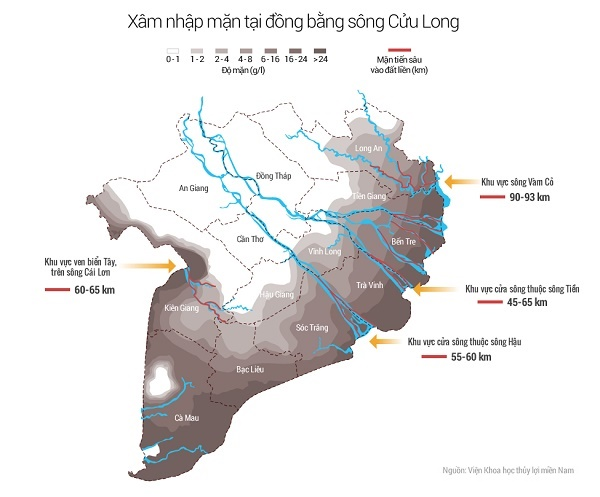 Xâm nhập mặn tại đồng bằng sông Cửu Long
0-1 1-2 2-4 4-8 6-16 16-24 >24
Độ mặn (g/l)
Mặn tiến sâu
vào đất liền (km)
Long An
An Giang
Đồng Tháp
Tiền Giang
Khu vực sông Vàm Cỏ
90-93 km
Cần Thơ
Vĩnh Long
Bến Tre
Khu vực ven biển Tây,
trên sông Cái Lơn
60-65 km
Trà Vinh
Khu vực cửa sông thuộc sông Tiền
45-65 km
Kiên Giang
Hậu Giang
Sóc Trăng
Khu vực cửa sông thuộc sông Hậu
55-60 km
Bạc Liêu
Cà Mau
Nguồn: Viện Khoa học thủy lợi miền Nam